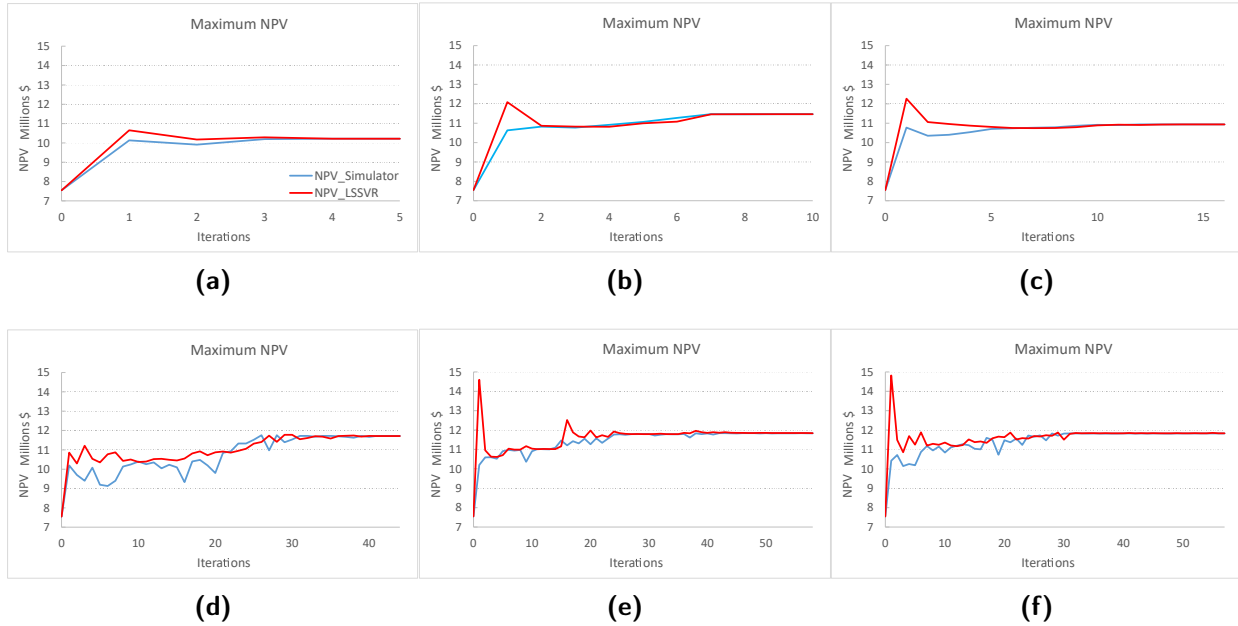 Maximum NPV
NPV Millions $
15
14
13
12
11
10
9
8
7
0 1 2 3 4 5
Iterations
NPV_Simulator
NPV_LSSVR
(a)
Maximum NPV
NPV Millions $
15
14
13
12
11
10
9
8
7
0 2 4 6 8 10
Iterations
(b)
Maximum NPV
NPV Millions $
15
14
13
12
11
10
9
8
7
0 5 10 15
Iterations
(c)
Maximum NPV
NPV Millions $
15
14
13
12
11
10
9
8
7
0 10 20 30 40
Iterations
(d)
Maximum NPV
NPV Millions $
15
14
13
12
11
10
9
8
7
0 10 20 30 40 50
Iterations
(e)
Maximum NPV
NPV Millions $
15
14
13
12
11
10
9
8
7
0 10 20 30 40 50
Iterations
(f)